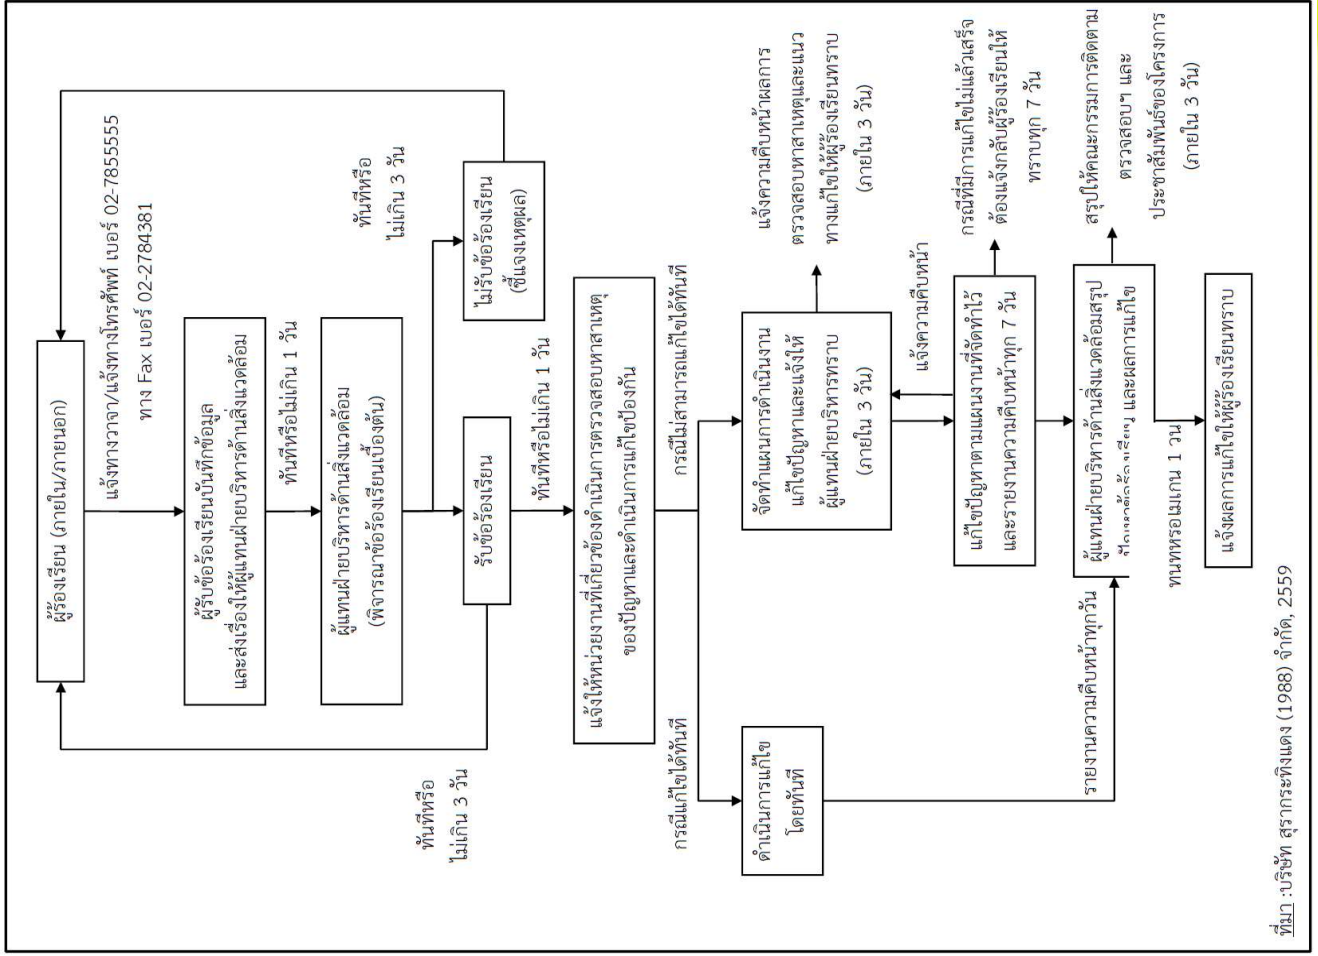 ผู้ร้องเรียน (ภายใน/ภายนอก)
แจ้งทางวาจา/แจ้งทางโทรศัพท์ เบอร์ 02-7855555
ทาง Fax เบอร์ 02-2784381
ผู้รับข้อร้องเรียนบันทึกข้อมูล
และส่งเรื่องให้ผู้แทนฝ่ายบริหารด้านสิ่งแวดล้อม
ทันทีหรือไม่เกิน 1 วัน
ผู้แทนฝ่ายบริหารด้านสิ่งแวดล้อม
(พิจารณาข้อร้องเรียนเบื้องต้น)
ทันทีหรือ
ไม่เกิน 3 วัน
ทันทีหรือ
ไม่เกิน 3 วัน
รับข้อร้องเรียน
ไม่รับข้อร้องเรียน
(ชี้แจงเหตุผล)
ทันทีหรือไม่เกิน 1 วัน
แจ้งให้หน่วยงานที่เกี่ยวข้องดำเนินการตรวจสอบหาสาเหตุ
ของปัญหาและดำเนินการแก้ไขป้องกัน
กรณีแก้ไขได้ทันที
กรณีไม่สามารถแก้ไขได้ทันที
ดำเนินการแก้ไข
โดยทันที
จัดทำแผนการดำเนินงาน
แก้ไขปัญหาและแจ้งให้
ผู้แทนฝ่ายบริหารทราบ
(ภายใน 3 วัน)
แจ้งความคืบหน้าผลการ
ตรวจสอบหาสาเหตุและแนว
ทางแก้ไขให้ผู้ร้องเรียนทราบ
(ภายใน 3 วัน)
แจ้งความคืบหน้า
แก้ไขปัญหาตามแผนงานที่จัดทำไว้
และรายงานความคืบหน้าทุก 7 วัน
กรณีที่มีการแก้ไขไม่แล้วเสร็จ
ต้องแจ้งกลับผู้ร้องเรียนให้
ทราบทุก 7 วัน
รายงานความคืบหน้าทุกวัน
ผู้แทนฝ่ายบริหารด้านสิ่งแวดล้อมสรุป
และผลการแก้ไข
สรุปให้คณะกรรมการติดตาม
ตรวจสอบฯ และ
ประชาสัมพันธ์ของโครงการ
(ภายใน 3 วัน)
แจ้งผลการแก้ไขให้ผู้ร้องเรียนทราบ
ที่มา :บริษัท สุรากระทิงแดง (1988) จำกัด, 2559